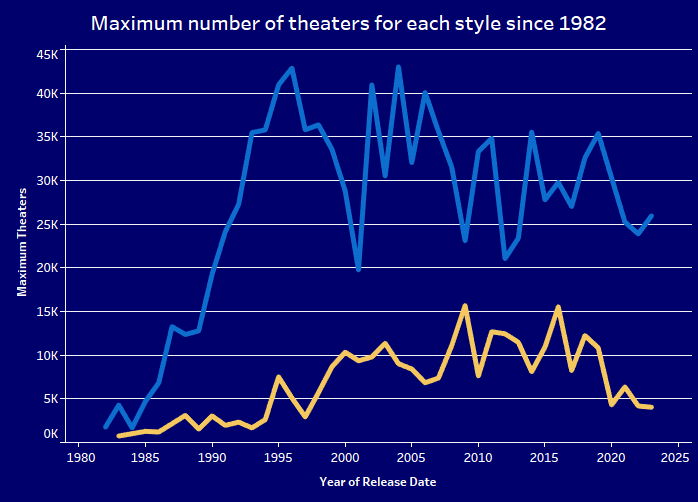 Maximum number of theaters for each style since 1982
45K
40K
35K
30K
25K
20K
15K
10K
5K
0K
Maximum Theaters
1980 1985 1990 1995 2000 2005 2010 2015 2020 2025
Year of Release Date